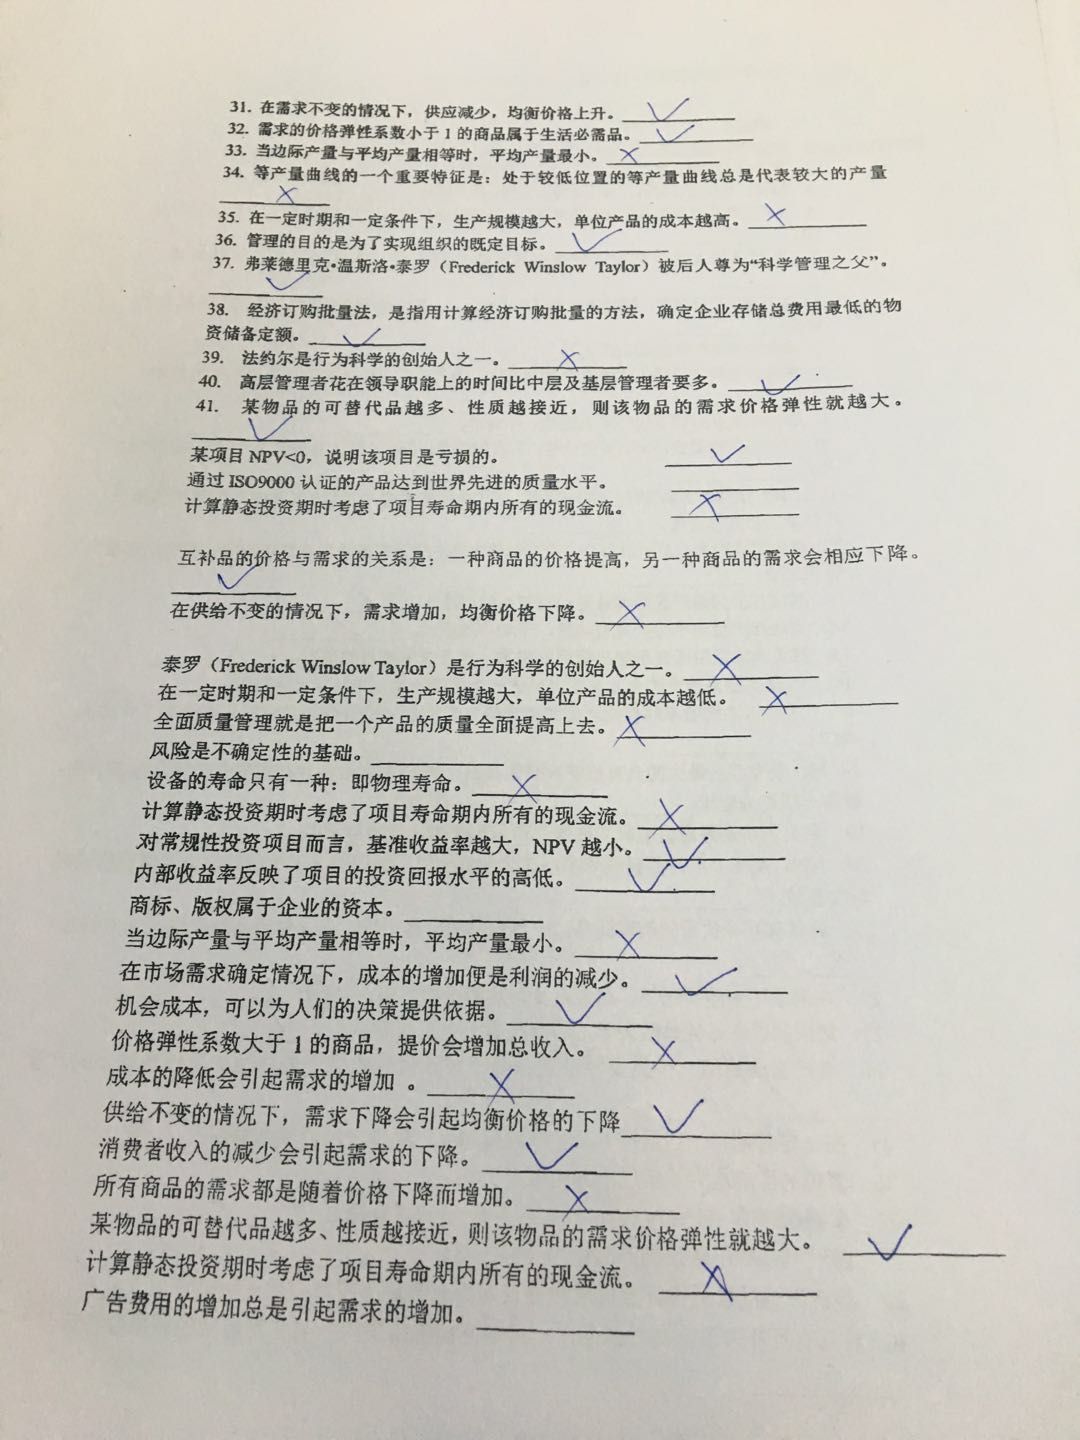 31. 在需求不变的情况下，供应减少，均衡价格上升。 ✓
32. 需求的价格弹性系数小于 1 的商品属于生活必需品。 ✓
33. 当边际产量与平均产量相等时，平均产量最小。 ×
34. 等产量曲线的一个重要特征是：处于较低位置的等产量曲线总是代表较大的产量
×
35. 在一定时期和一定条件下，生产规模越大，单位产品的成本越高。 ×
36. 管理的目的是为了实现组织的既定目标。 ✓
37. 弗莱德里克•温斯洛•泰罗（Frederick Winslow Taylor）被后人尊为“科学管理之父”。
✓
38. 经济订购批量法，是指用计算经济订购批量的方法，确定企业存储总费用最低的物
资储备定额。 ✓
39. 法约尔是行为科学的创始人之一。 ×
40. 高层管理者花在领导职能上的时间比中层及基层管理者要多。 ✓
41. 某物品的可替代品越多、性质越接近，则该物品的需求价格弹性就越大。
✓
某项目 NPV<0，说明该项目是亏损的。 ✓
通过 ISO9000 认证的产品达到世界先进的质量水平。
计算静态投资期时考虑了项目寿命期内所有的现金流。 ×
互补品的价格与需求的关系是：一种商品的价格提高，另一种商品的需求会相应下降。
✓
在供给不变的情况下，需求增加，均衡价格下降。 ×
泰罗（Frederick Winslow Taylor）是行为科学的创始人之一。 ×
在一定时期和一定条件下，生产规模越大，单位产品的成本越低。 ×
全面质量管理就是把一个产品的质量全面提高上去。 ×
风险是不确定性的基础。
设备的寿命只有一种：即物理寿命。 ×
计算静态投资期时考虑了项目寿命期内所有的现金流。 ×
对常规性投资项目而言，基准收益率越大，NPV 越小。 ✓
内部收益率反映了项目的投资回报水平的高低。 ✓
商标、版权属于企业的资本。
当边际产量与平均产量相等时，平均产量最小。 ×
在市场需求确定情况下，成本的增加便是利润的减少。 ✓
机会成本，可以为人们的决策提供依据。 ✓
价格弹性系数大于 1 的商品，提价会增加总收入。 ×
成本的降低会引起需求的增加 。 ×
供给不变的情况下，需求下降会引起均衡价格的下降 ✓
消费者收入的减少会引起需求的下降。 ✓
所有商品的需求都是随着价格下降而增加。 ×
某物品的可替代品越多、性质越接近，则该物品的需求价格弹性就越大。 ✓
计算静态投资期时考虑了项目寿命期内所有的现金流。 ×
广告费用的增加总是引起需求的增加。